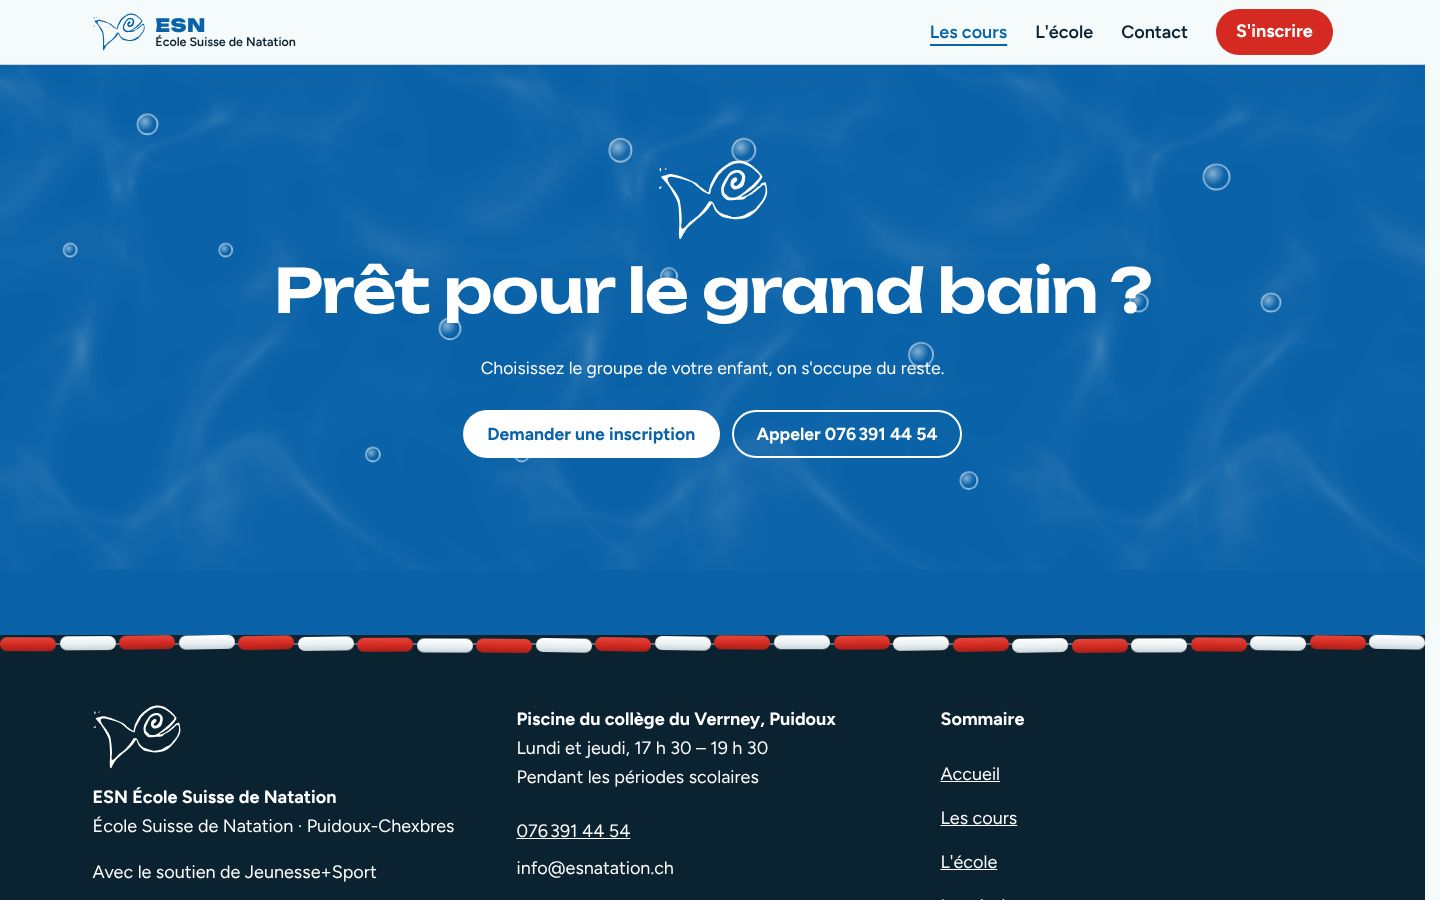 ESN
École Suisse de Natation
Les cours
L'école
Contact
S'inscrire
Prêt pour le grand bain ?
Choisissez le groupe de votre enfant, on s'occupe du reste.
Demander une inscription
Appeler 076 391 44 54
ESN École Suisse de Natation
École Suisse de Natation · Puidoux-Chexbres
Avec le soutien de Jeunesse+Sport
Piscine du collège du Verrney, Puidoux
Lundi et jeudi, 17 h 30 – 19 h 30
Pendant les périodes scolaires
076 391 44 54
info@esnatation.ch
Sommaire
Accueil
Les cours
L'école